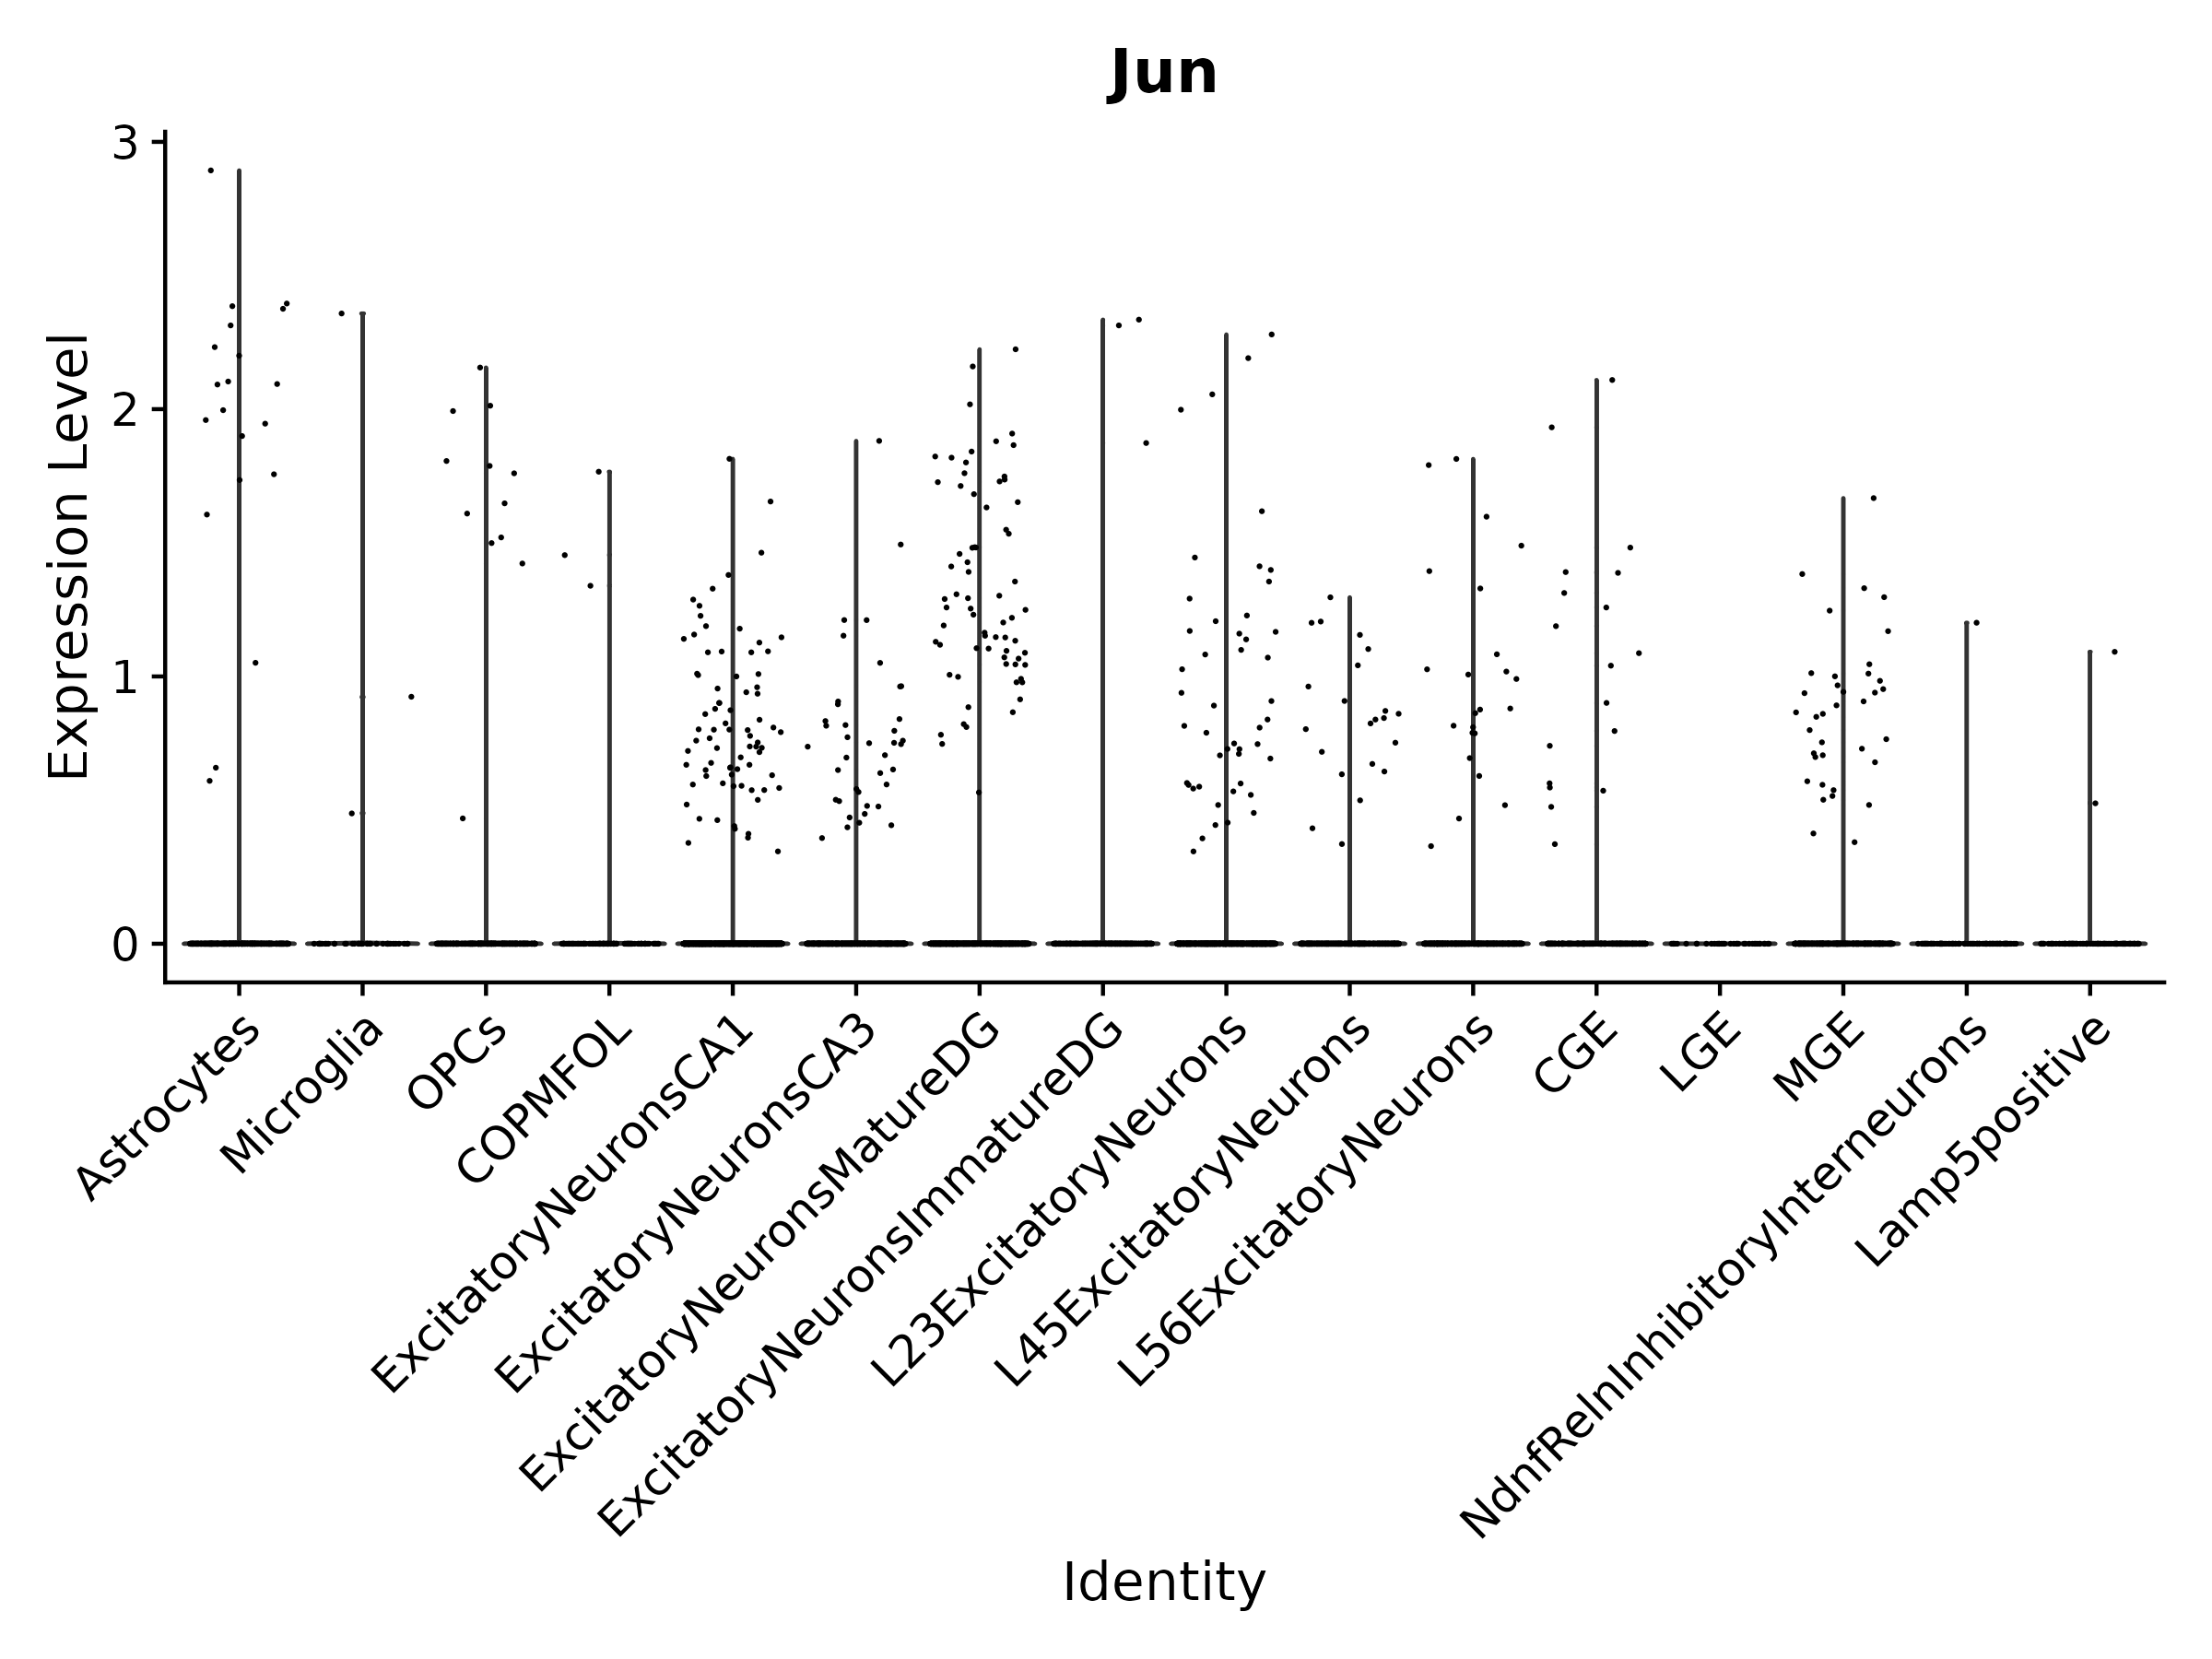 Jun
Expression Level
3
2
1
0
Astrocytes
Microglia
OPCs
COPMFOL
ExcitatoryNeuronsCA1
ExcitatoryNeuronsCA3
ExcitatoryNeuronsMatureDG
ExcitatoryNeuronsImmatureDG
L23ExcitatoryNeurons
L45ExcitatoryNeurons
L56ExcitatoryNeurons
CGE
LGE
MGE
NdnfRelnInhibitoryInterneurons
Lamp5positive
Identity